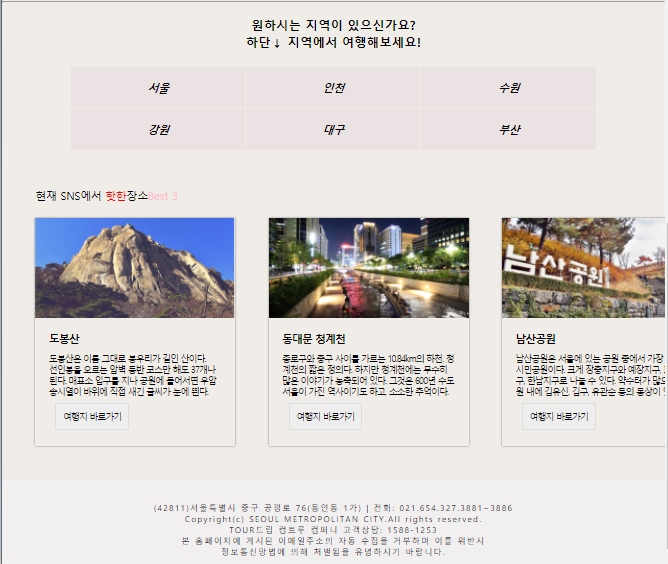 원하시는 지역이 있으신가요?
하단↓ 지역에서 여행해보세요!
서울 인천 수원
강원 대구 부산
현재 SNS에서 핫한장소Best 3
남산공원
도봉산
도봉산은 이름 그대로 봉우리가 길인 산이다.
선인봉을 오르는 암벽 등반 코스만 해도 37개나
된다. 매표소 입구를 지나 공원에 들어서면 우암
송시열이 바위에 직접 새긴 글씨가 눈에 띈다.
여행지 바로가기
동대문 청계천
종로구와 중구 사이를 가르는 10.84km의 하천. 청
계천의 짧은 정의다. 하지만 청계천에는 무수히
많은 이야기가 농축되어 있다. 그것은 600년 수도
서울이 가진 역사이기도 하고, 소소한 추억이다.
여행지 바로가기
남산공원
남산공원은 서울에 있는 공원 중에서 가장
시민공원이다. 크게 장충지구와 예장지구,
구, 한남지구로 나눌 수 있다. 약수터가 많으
원 내에 김유신, 김구, 유관순 등의 동상이
여행지 바로가기
(42811)서울특별시 중구 공평로 76(동인동 1가) | 전화: 021.654.327.3881~3886
Copyright(c) SEOUL METROPOLITAN CITY.All rights reserved.
TOUR드림 컴트루 컴퍼니 고객상담: 1588-1253
본 홈페이지에 게시된 이메일주소의 자동 수집을 거부하며 이를 위반시
정보통신망법에 의해 처벌됨을 유념하시기 바랍니다.